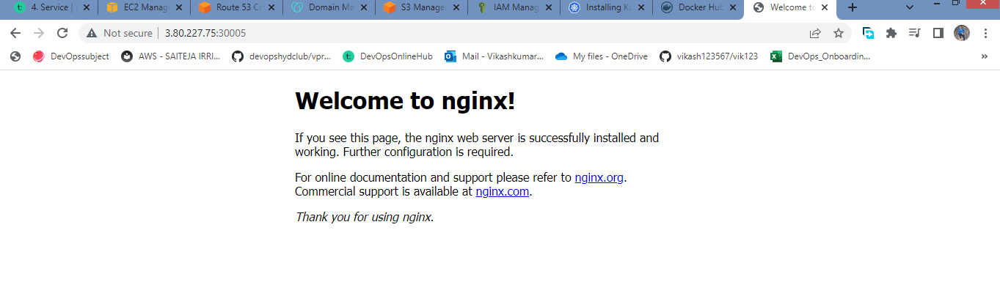 4. Service |
EC2 Manag
Route 53 Co
Domain Ma
S3 Manage
IAM Manag
Installing Ku
Docker Hub
Welcome to
Not secure | 3.80.227.75:30005
DevOpssubject
AWS - SAITEJA IRRI...
devopshydclub/vpr...
DevOpsOnlineHub
Mail - Vikashkumar...
My files - OneDrive
vikash123567/vik123
DevOps_Onboardin...
»
Welcome to nginx!
If you see this page, the nginx web server is successfully installed and
working. Further configuration is required.
For online documentation and support please refer to nginx.org.
Commercial support is available at nginx.com.
Thank you for using nginx.